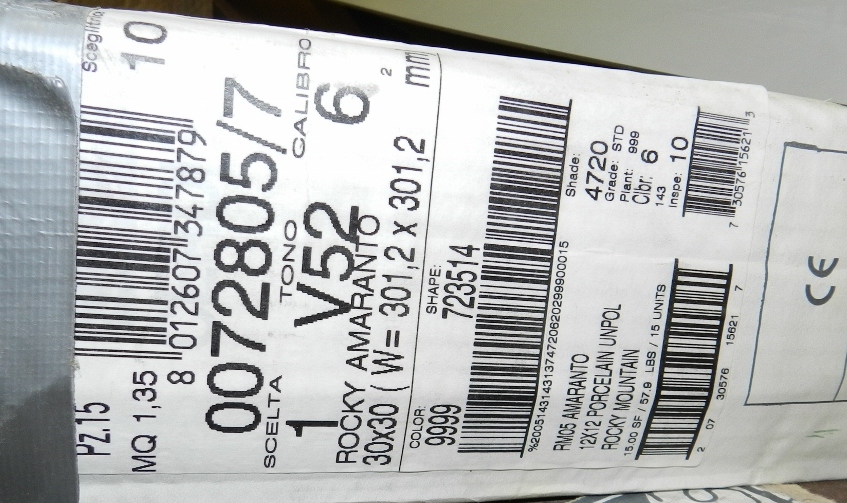 Sceglitore
10
Pz.15
MQ 1,35
8 012607 347879
0072805/7
SCELTA TONO CALIBRO
1 V52 6
ROCKY AMARANTO
30x30 ( W= 301,2 x 301,2 mm 2
COLOR: SHAPE:
9999 723514
RM05 AMARANTO
12X12 PORCELAIN UNPOL
ROCKY MOUNTAIN
15.00 SF / 57.9 LBS / 15 UNITS
2 07 30576 15621 7
Shade:
4720
Grade: STD
Plant: 999
Clbr: 6
143
Inspe: 10
7 30576 15621 3
CE